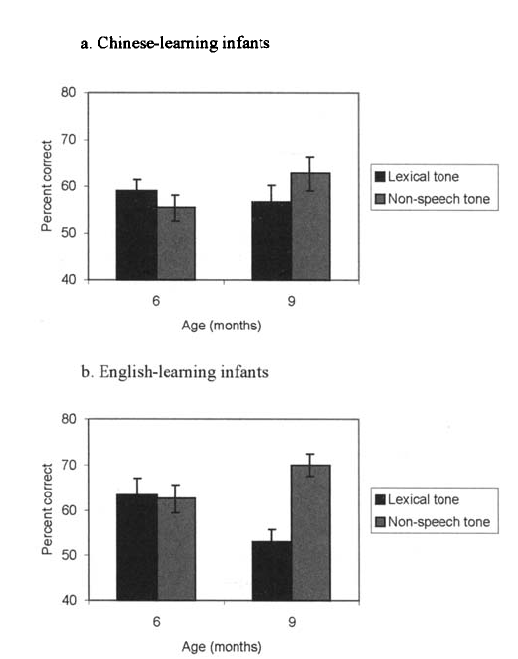 a. Chinese-learning infants
80
70
60
50
40
Percent correct
6 9
Age (months)
Lexical tone
Non-speech tone
b. English-learning infants
80
70
60
50
40
Percent correct
6 9
Age (months)
Lexical tone
Non-speech tone